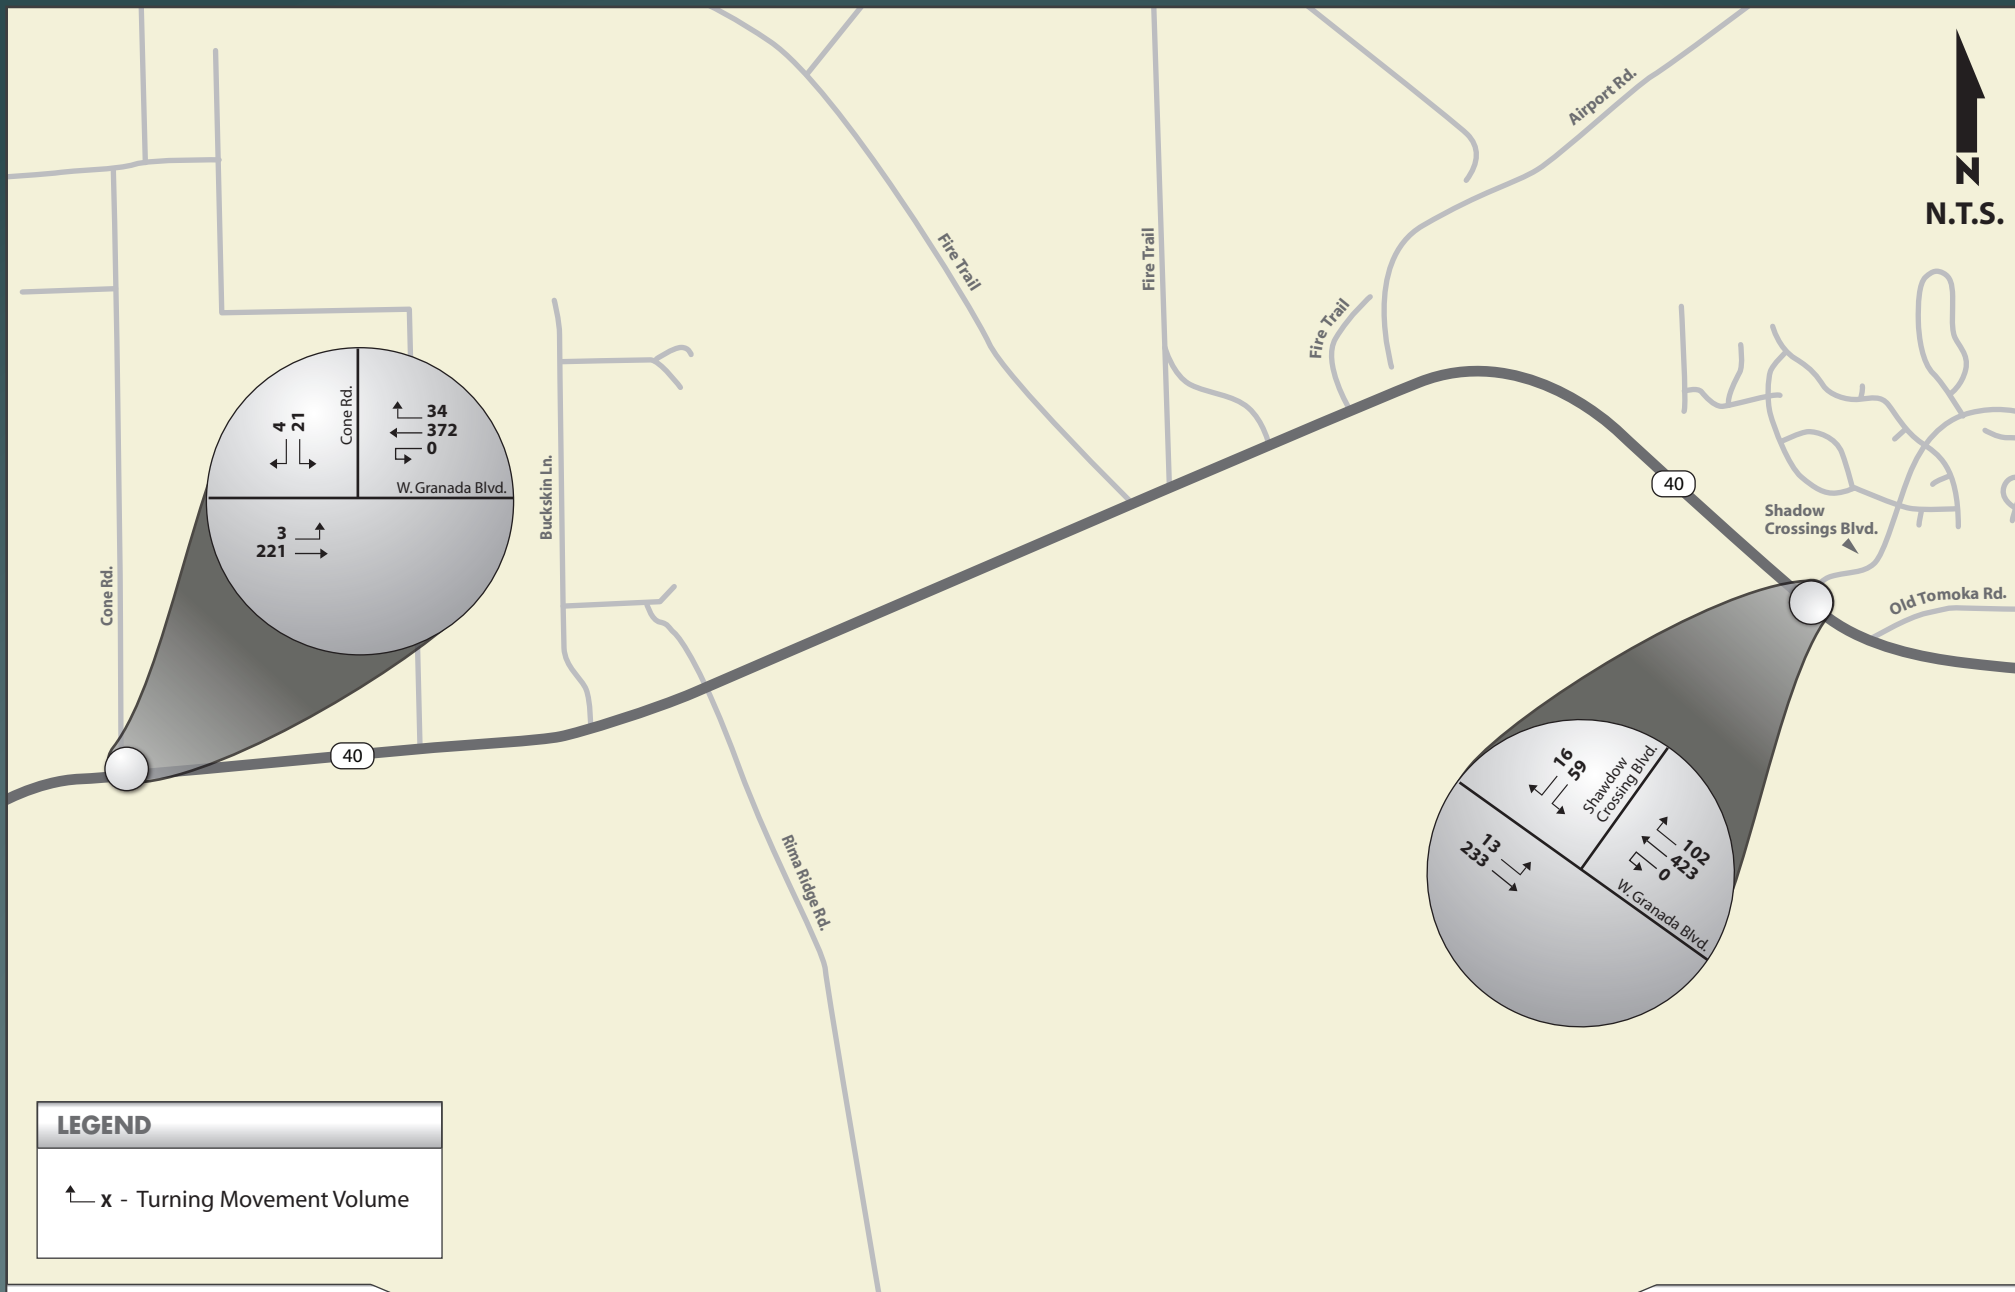 Airport Rd.
N
N.T.S.
Fire Trail
Fire Trail
Fire Trail
4
21
Cone Rd.
34
372
0
W. Granada Blvd.
3
221
Buckskin Ln.
Cone Rd.
40
40
Shadow
Crossings Blvd.
Old Tomoka Rd.
16
59
Shawdow
Crossing Blvd.
13
233
102
423
0
W. Granada Blvd.
Rima Ridge Rd.
LEGEND
x - Turning Movement Volume